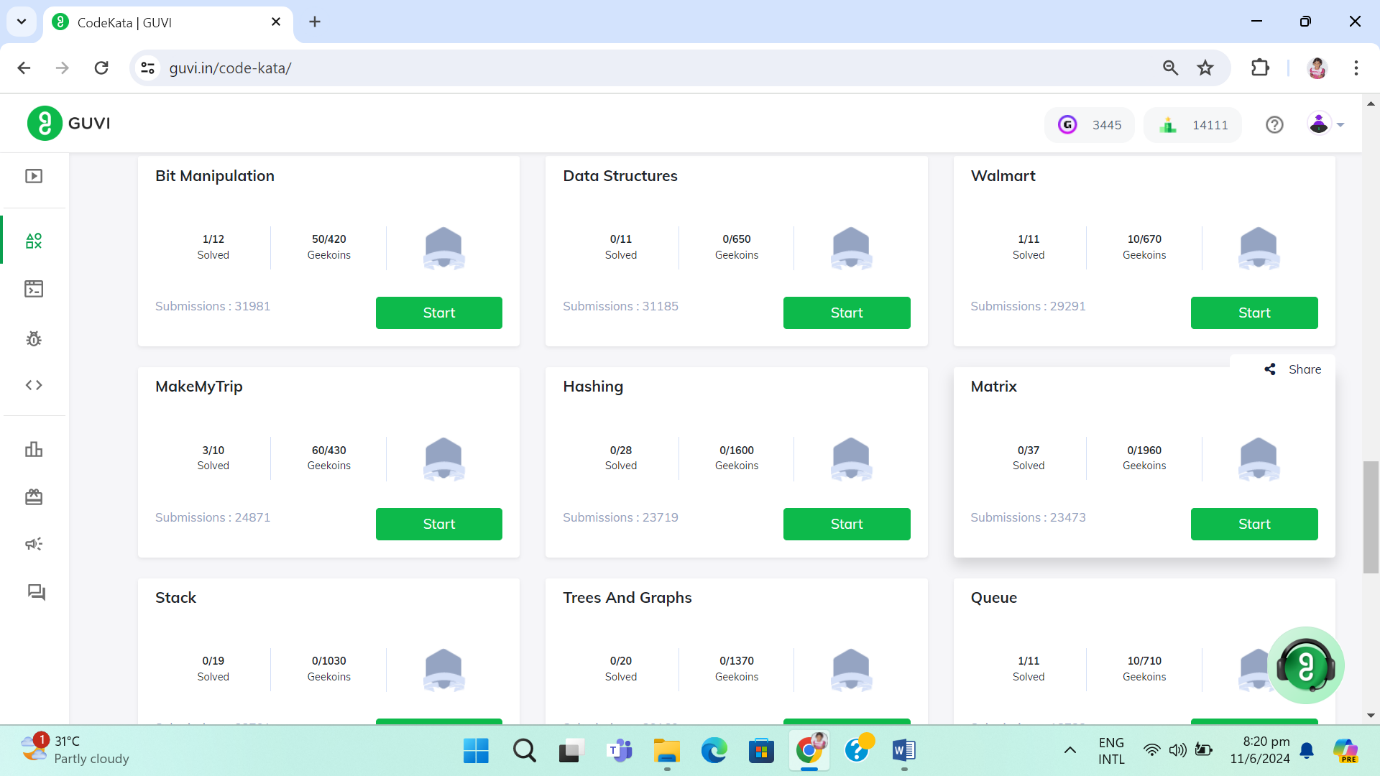 CodeKata | GUVI
guvi.in/code-kata/
GUVI
3445
14111
Bit Manipulation
1/12
Solved
50/420
Geekoins
Submissions : 31981
Start
Data Structures
0/11
Solved
0/650
Geekoins
Submissions : 31185
Start
Walmart
1/11
Solved
10/670
Geekoins
Submissions : 29291
Start
MakeMyTrip
3/10
Solved
60/430
Geekoins
Submissions : 24871
Start
Hashing
0/28
Solved
0/1600
Geekoins
Submissions : 23719
Start
Share
Matrix
0/37
Solved
0/1960
Geekoins
Submissions : 23473
Start
Stack
0/19
Solved
0/1030
Geekoins
Trees And Graphs
0/20
Solved
0/1370
Geekoins
Queue
1/11
Solved
10/710
Geekoins
1
31°C
Partly cloudy
ENG
INTL
8:20 pm
11/6/2024
PRE